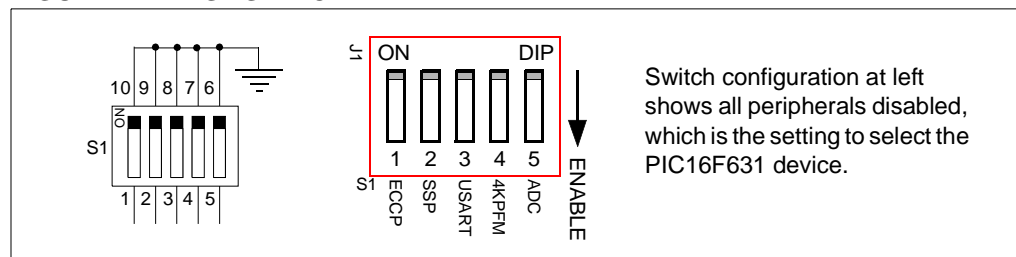 10 9 8 7 6
ON
S1
1 2 3 4 5
J1
ON DIP
1 2 3 4 5
S1
ECCP
SSP
USART
4KPFM
ADC
ENABLE
Switch configuration at left
shows all peripherals disabled,
which is the setting to select the
PIC16F631 device.